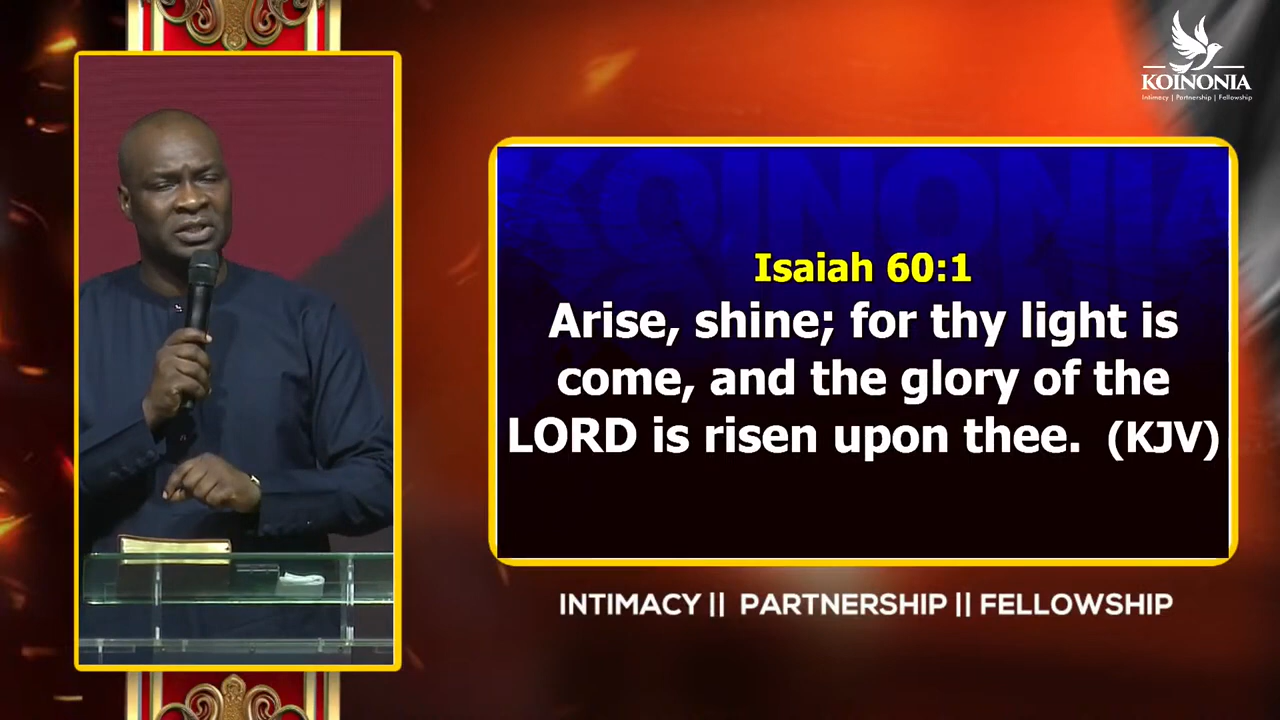 KOINONIA
Intimacy | Partnership | Fellowship
KOINONIA
Isaiah 60:1
Arise, shine; for thy light is
come, and the glory of the
LORD is risen upon thee. (KJV)
INTIMACY || PARTNERSHIP || FELLOWSHIP